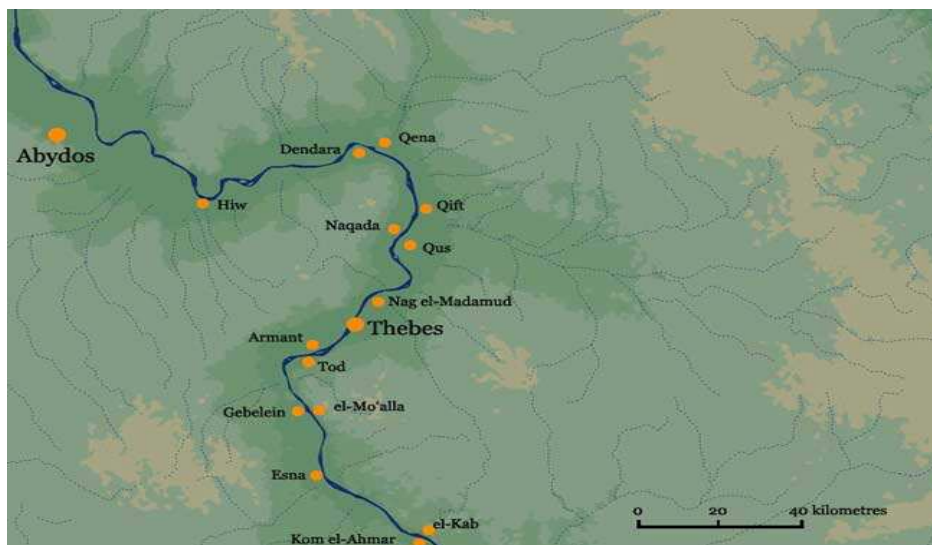 Qena
Dendara
Abydos
Hiw
Qift
Naqada
Qus
Nag el-Madamud
Thebes
Armant
Tod
Gebelein
el-Mo‘alla
Esna
0 20 40 kilometres
el-Kab
Kom el-Ahmar